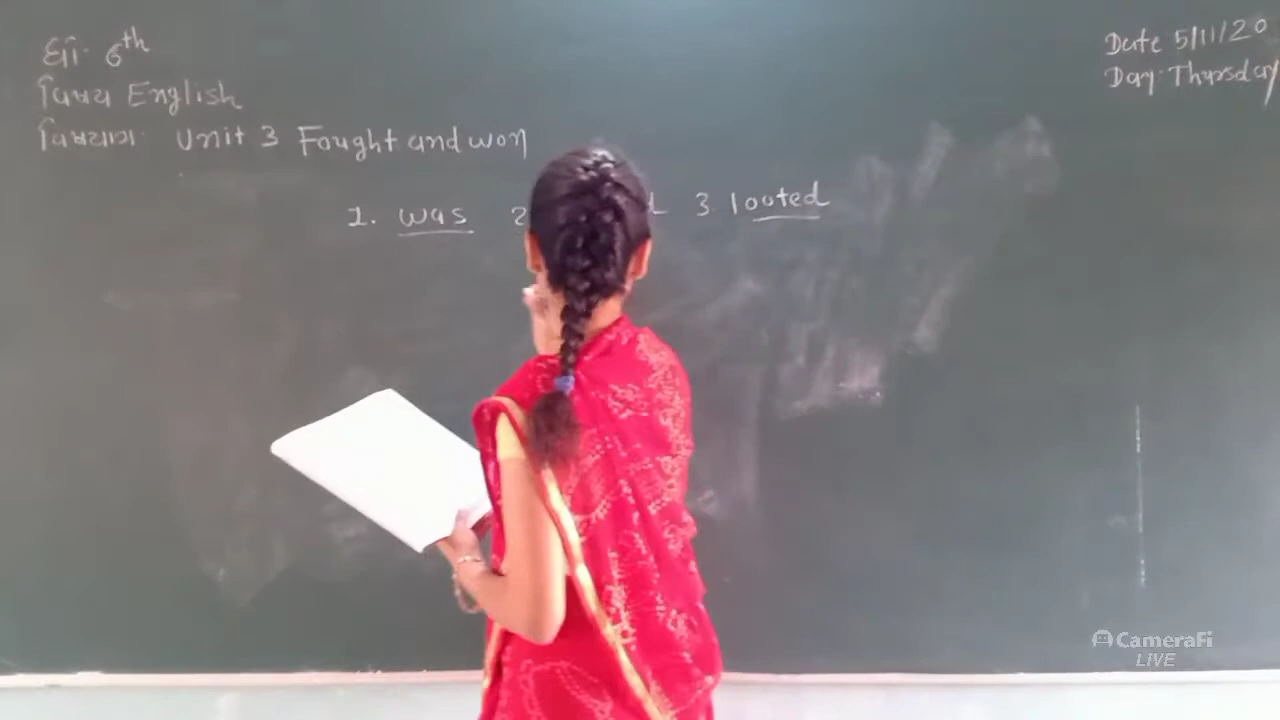 ધો. 6th
વિષય English
વિષયાંગ. Unit 3 Fought and won
Date 5/11/20
Day. Thursday
1. was 2 3 looted
CameraFi
LiVE